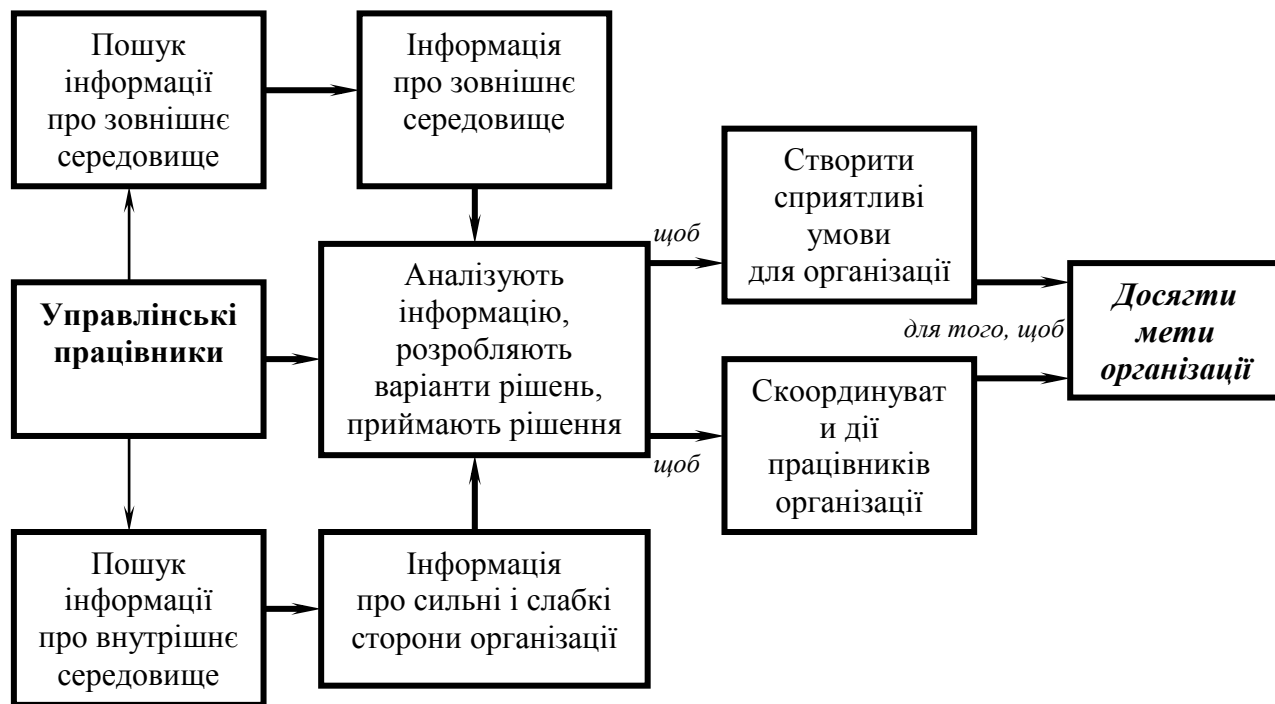 Пошук
інформації
про зовнішнє
середовище
Інформація
про зовнішнє
середовище
Створити
сприятливі
умови
для організації
щоб
Управлінські
працівники
Аналізують
інформацію,
розробляють
варіанти рішень,
приймають рішення
для того, щоб
Досягти
мети
організації
щоб
Скоординуват
и дії
працівників
організації
Пошук
інформації
про внутрішнє
середовище
Інформація
про сильні і слабкі
сторони організації